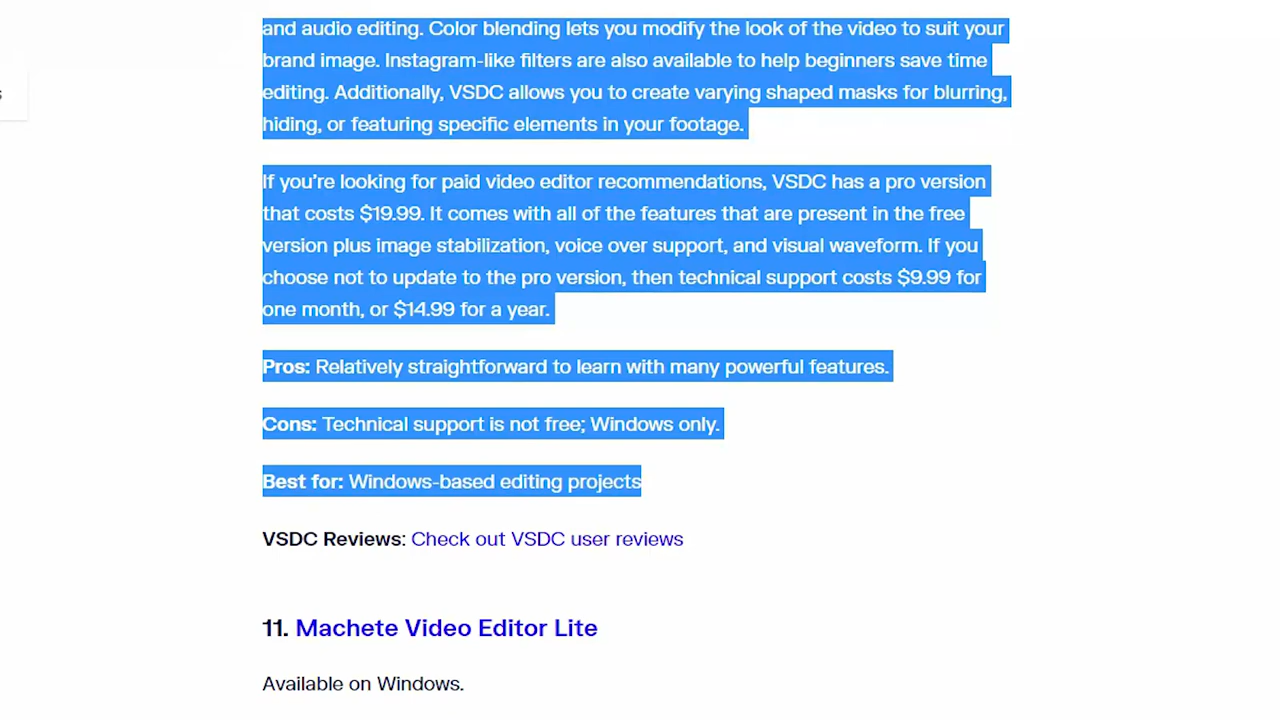 and audio editing. Color blending lets you modify the look of the video to suit your
brand image. Instagram-like filters are also available to help beginners save time
editing. Additionally, VSDC allows you to create varying shaped masks for blurring,
hiding, or featuring specific elements in your footage.
If you’re looking for paid video editor recommendations, VSDC has a pro version
that costs $19.99. It comes with all of the features that are present in the free
version plus image stabilization, voice over support, and visual waveform. If you
choose not to update to the pro version, then technical support costs $9.99 for
one month, or $14.99 for a year.
Pros: Relatively straightforward to learn with many powerful features.
Cons: Technical support is not free; Windows only.
Best for: Windows-based editing projects
VSDC Reviews: Check out VSDC user reviews
11. Machete Video Editor Lite
Available on Windows.